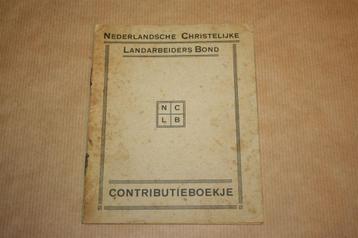 NEDERLANDSCHE CHRISTELIJKE
LANDARBEIDERS BOND
N C
L B
CONTRIBUTIEBOEKJE